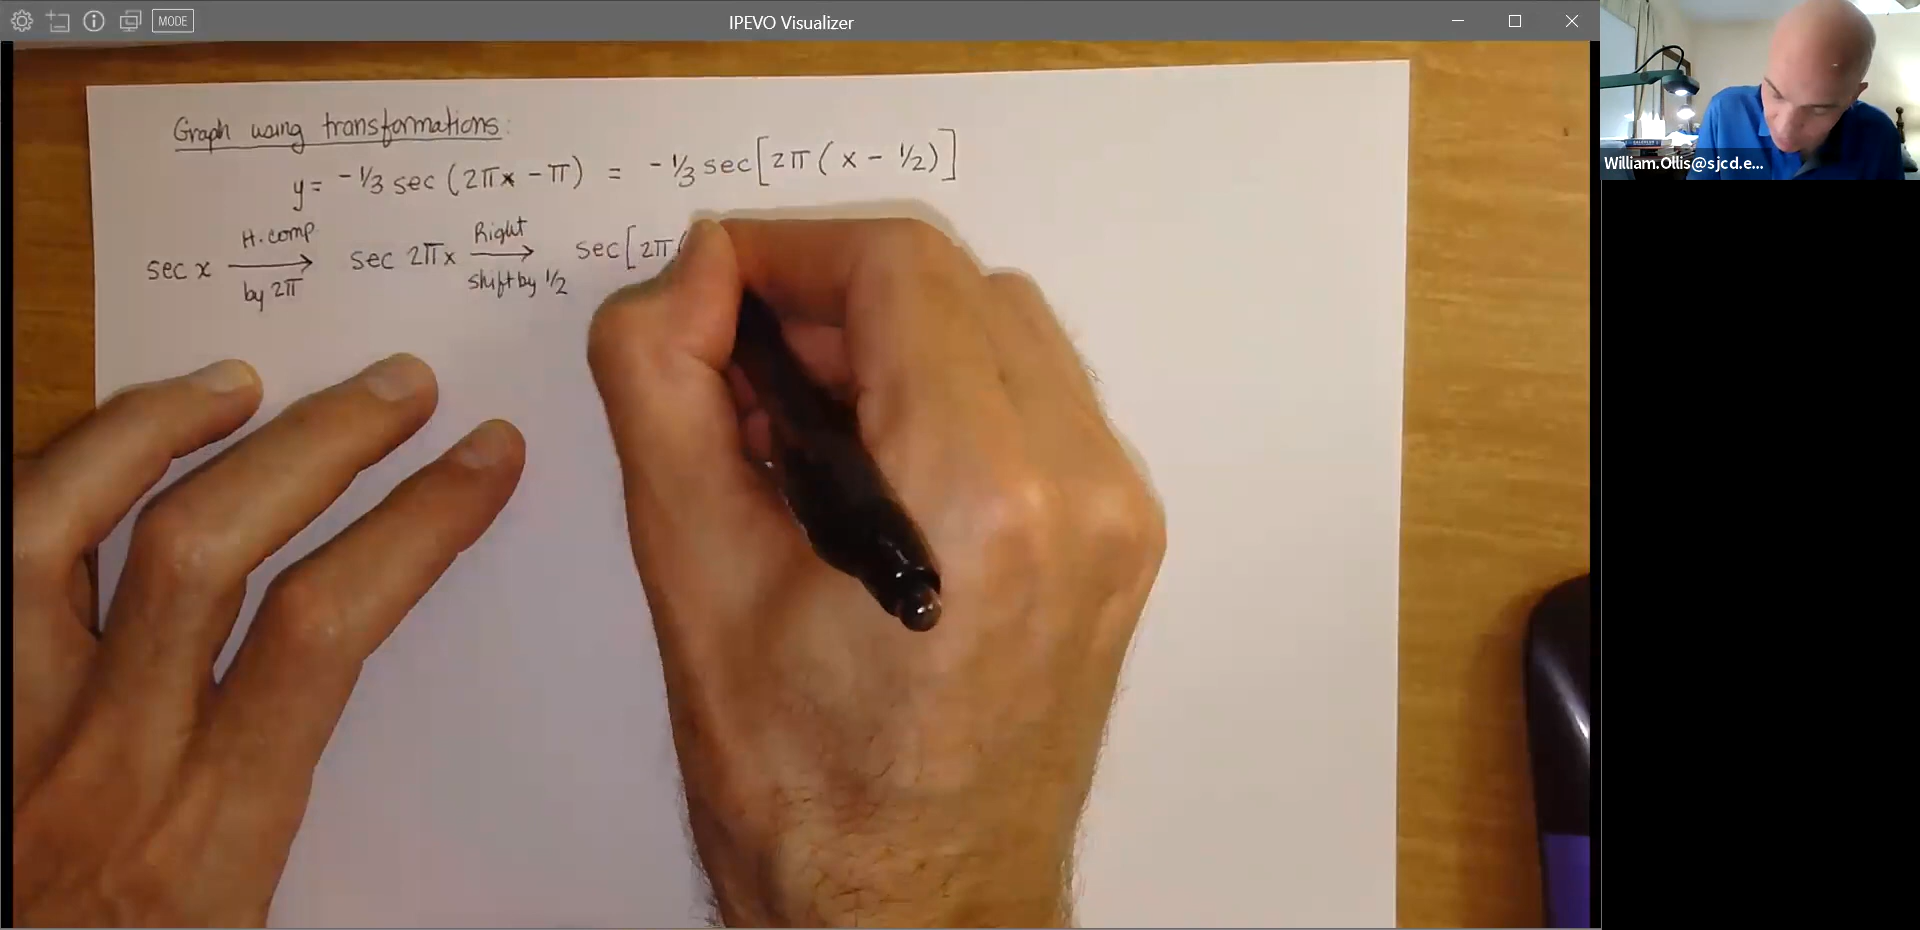 MODE
IPEVO Visualizer
William.Ollis@sjcd.e...
Graph using transformations:
y = -1/3 sec (2πx - π) = -1/3 sec[2π(x - 1/2)]
H. comp Right
sec x → sec 2πx → sec[2π(
by 2π shift by 1/2